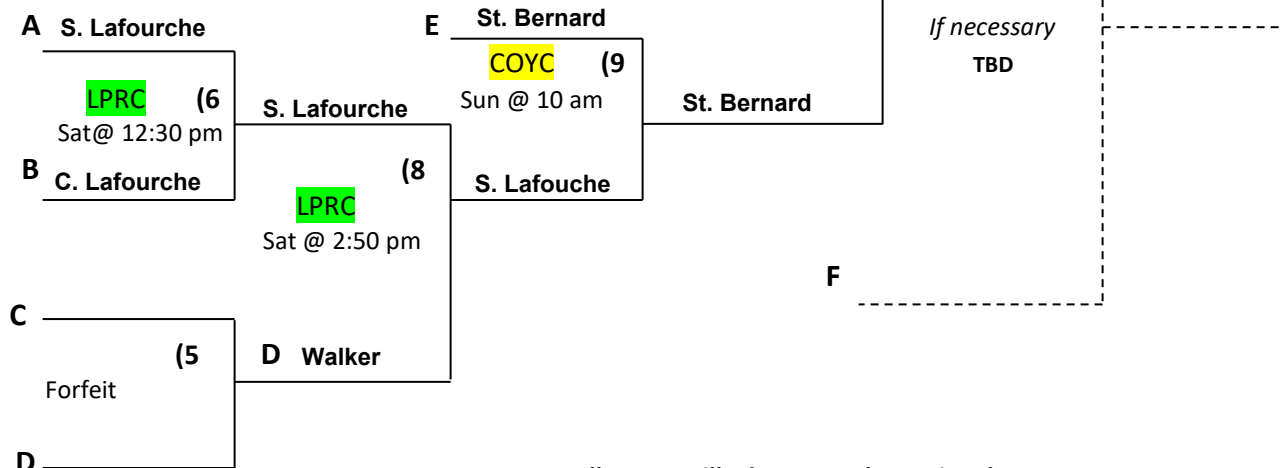 A S. Lafourche
LPRC (6
Sat@ 12:30 pm
B C. Lafourche
S. Lafourche
(8
LPRC
Sat @ 2:50 pm
C
(5
Forfeit
D
D Walker
E St. Bernard
COYC (9
Sun @ 10 am
S. Lafouche
St. Bernard
If necessary
TBD
F